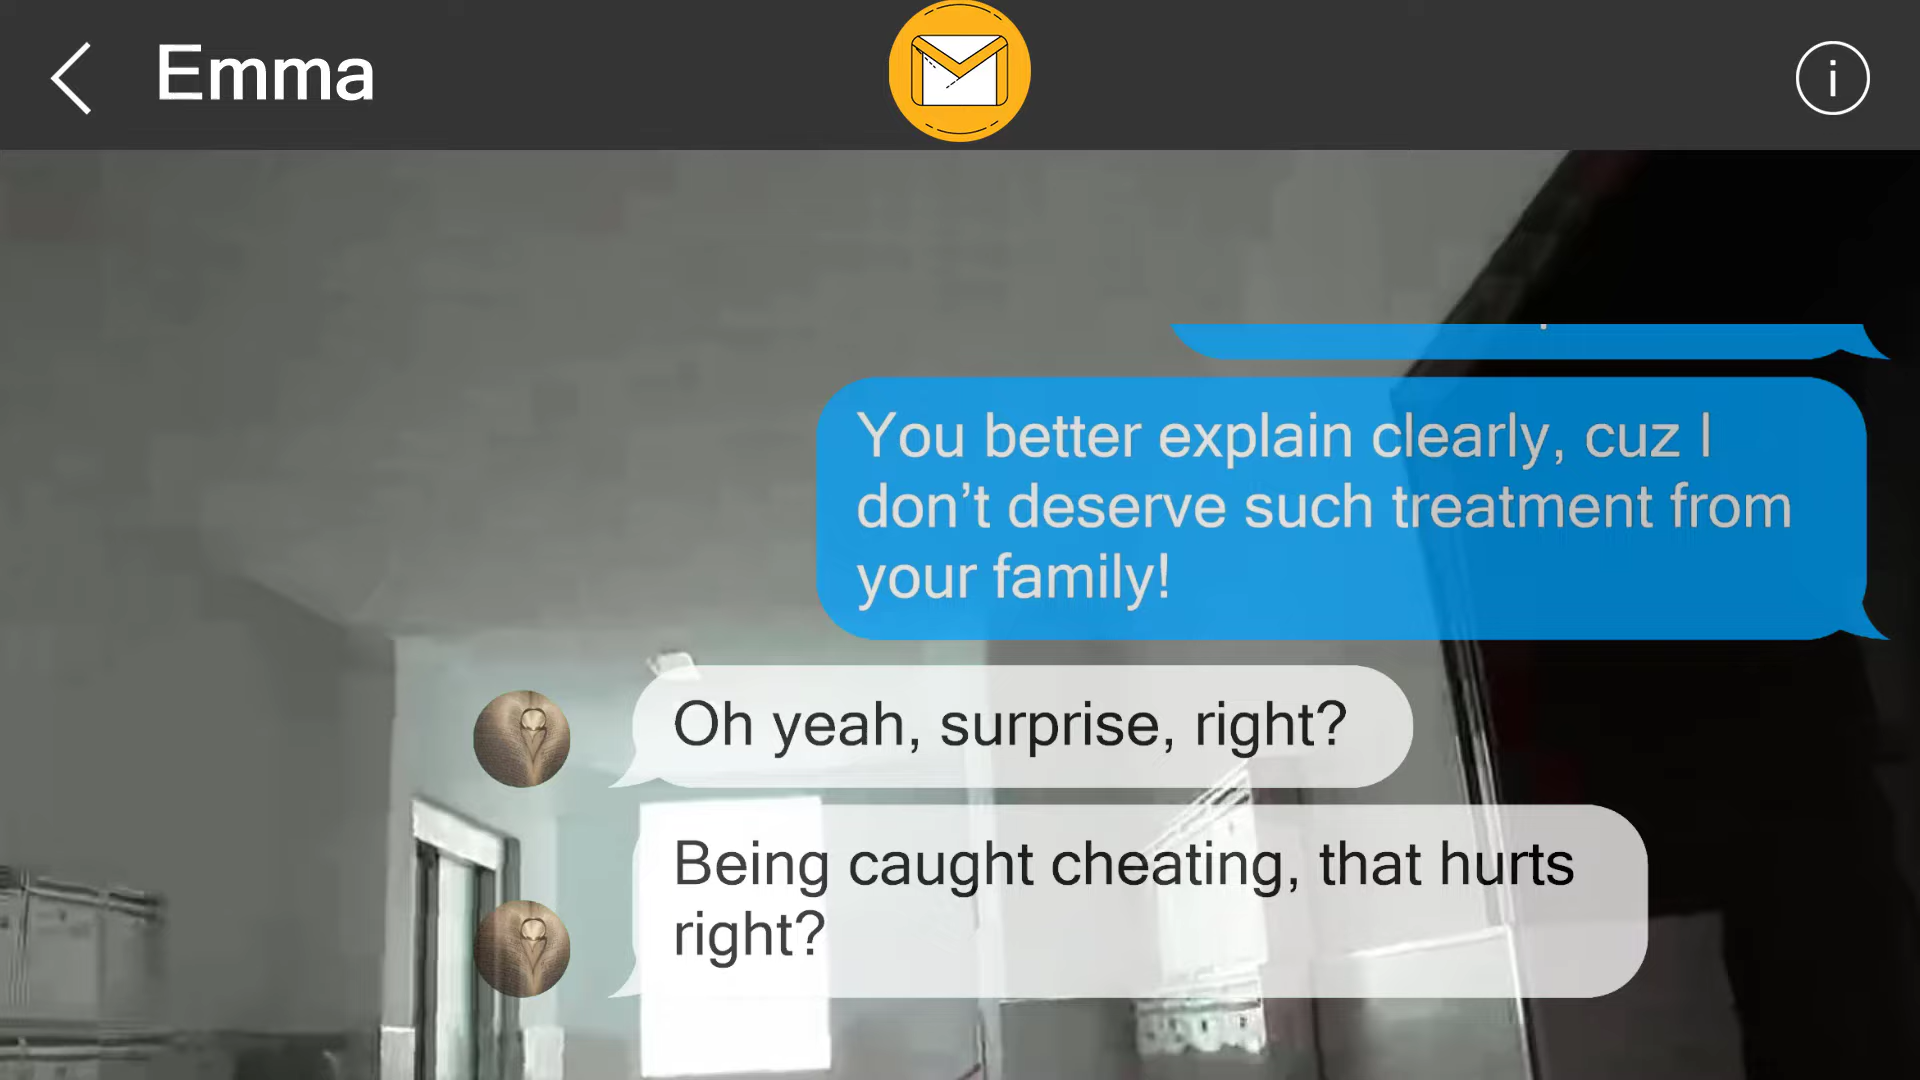 Emma
You better explain clearly, cuz I
don’t deserve such treatment from
your family!
Oh yeah, surprise, right?
Being caught cheating, that hurts
right?